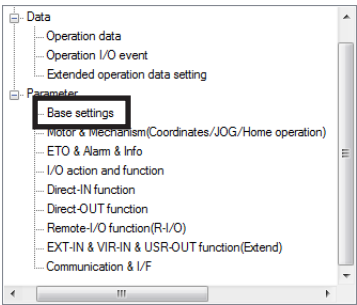 Data
Operation data
Operation I/O event
Extended operation data setting
Parameter
Base settings
Motor & Mechanism(Coordinates/JOG/Home operation)
ETO & Alarm & Info
I/O action and function
Direct-IN function
Direct-OUT function
Remote-I/O function(R-I/O)
EXT-IN & VIR-IN & USR-OUT function(Extend)
Communication & I/F